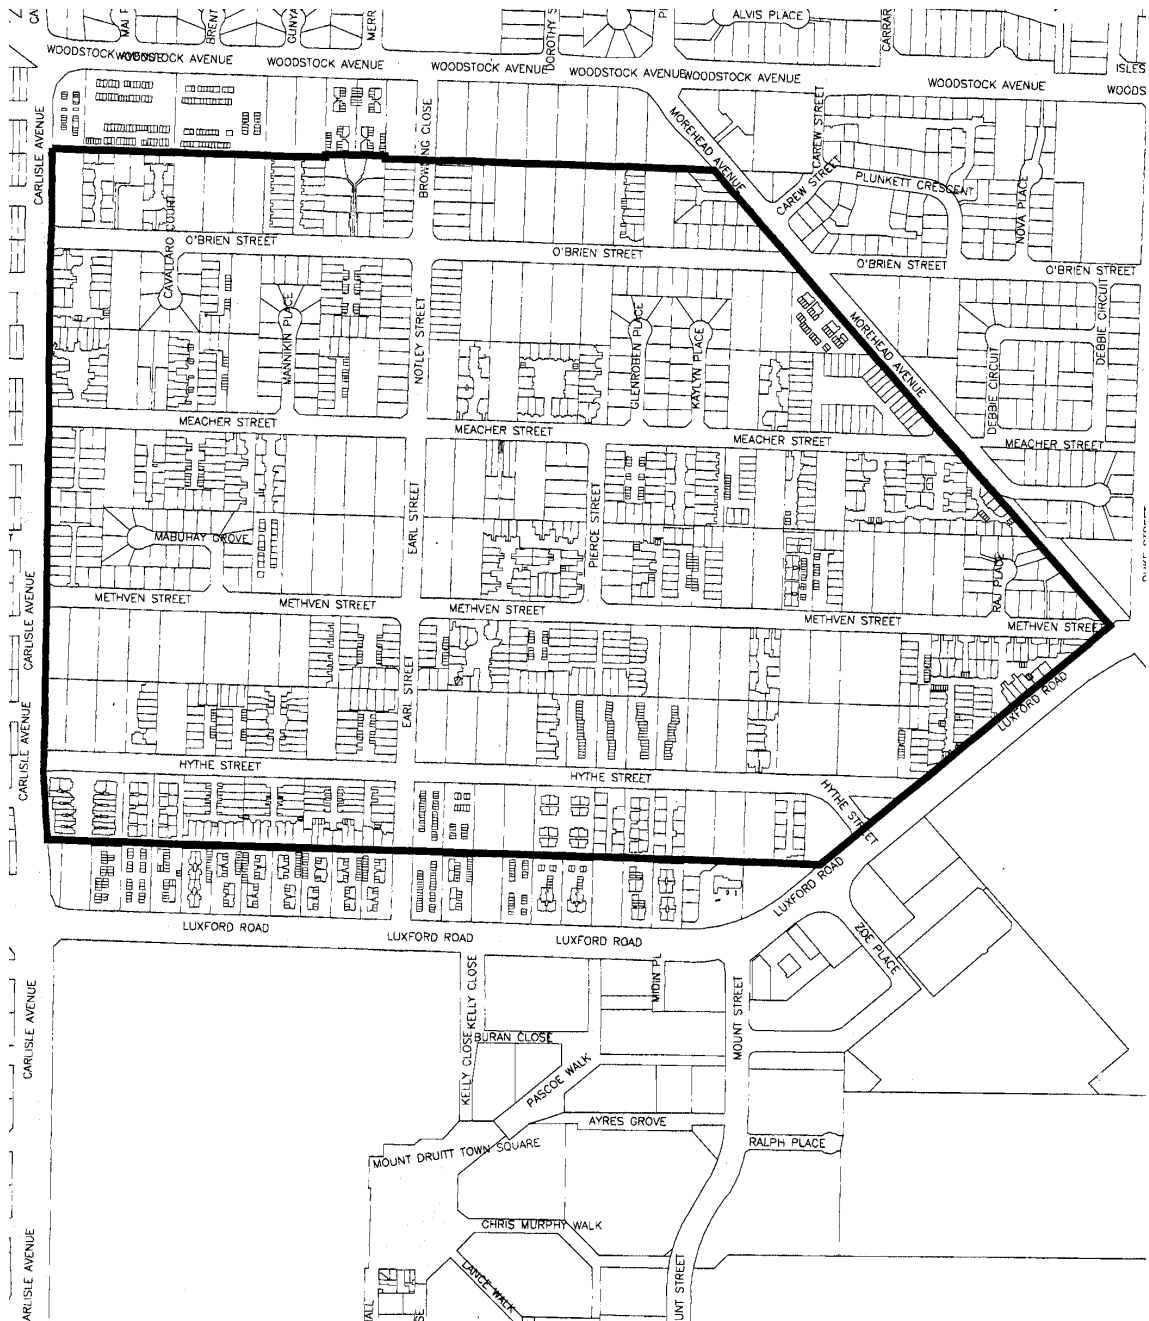 ALVIS PLACE
WOODSTOCK AVENUE
WOODSTOCK AVENUE
WOODSTOCK AVENUE
WOODSTOCK AVENUE
WOODSTOCK AVENUE
WOODSTOCK AVENUE
ISLES
WOODS
BRENT
GUNYA
MERR
DOROTHY S
CARRAR
CARLISLE AVENUE
BROWNING CLOSE
MOREHEAD AVENUE
CAREW STREET
CAREW STREET
PLUNKETT CRESCENT
NOVA PLACE
CAVALLARO COURT
O'BRIEN STREET
O'BRIEN STREET
O'BRIEN STREET
O'BRIEN STREET
MANNIKIN PLACE
NOTLEY STREET
GLENROBEN PLACE
KAYLYN PLACE
MOREHEAD AVENUE
DEBBIE CIRCUIT
DEBBIE CIRCUIT
MEACHER STREET
MEACHER STREET
MEACHER STREET
MEACHER STREET
EARL STREET
PIERCE STREET
MABUHAY GROVE
RAJ PLACE
CARLISLE AVENUE
METHVEN STREET
METHVEN STREET
METHVEN STREET
METHVEN STREET
METHVEN STREET
EARL STREET
CARLISLE AVENUE
LUXFORD ROAD
HYTHE STREET
HYTHE STREET
HYTHE STREET
LUXFORD ROAD
LUXFORD ROAD
LUXFORD ROAD
LUXFORD ROAD
ZOE PLACE
KELLY CLOSE
MIDIN PL
MOUNT STREET
CARLISLE AVENUE
BURAN CLOSE
KELLY CLOSE
PASCOE WALK
AYRES GROVE
RALPH PLACE
MOUNT DRUITT TOWN SQUARE
CHRIS MURPHY WALK
LANCE WALK
ARLISLE AVENUE
UNT STREET